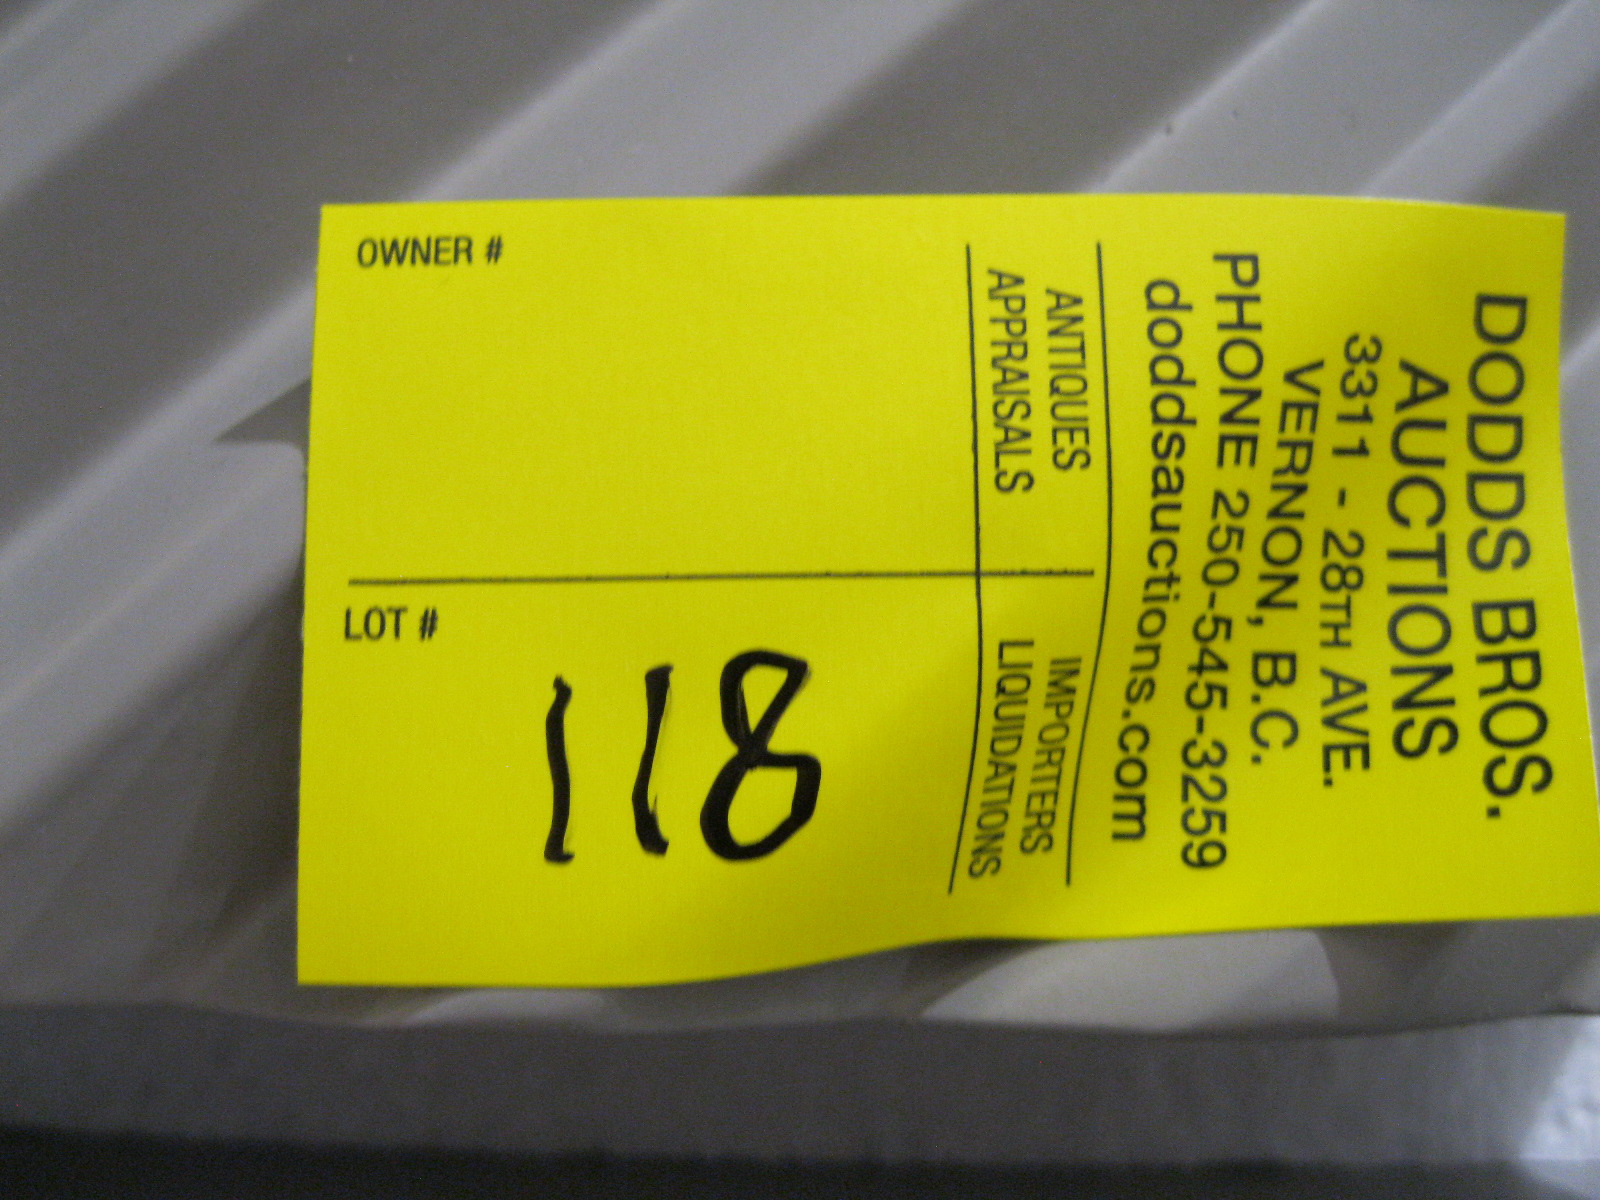 DODDS BROS.
AUCTIONS
3311 - 28TH AVE.
VERNON, B.C.
PHONE 250-545-3259
doddsauctions.com
ANTIQUES
APPRAISALS
IMPORTERS
LIQUIDATIONS
OWNER #
LOT #
118